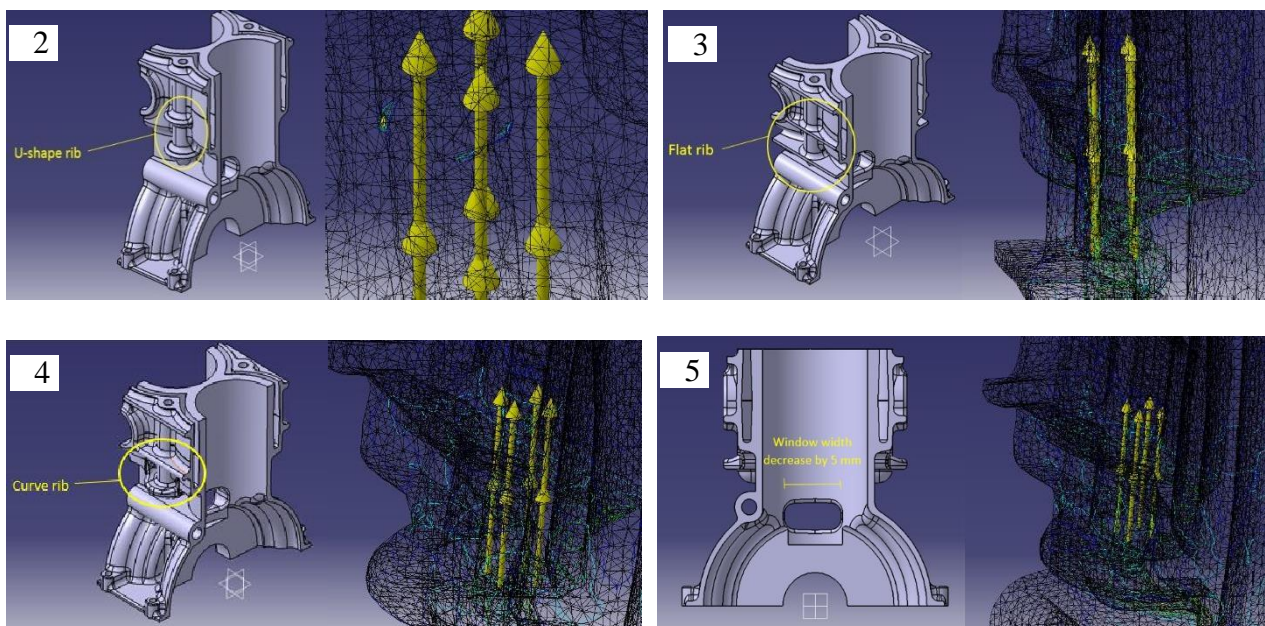 2
U-shape rib
3
Flat rib
4
Curve rib
5
Window width
decrease by 5 mm